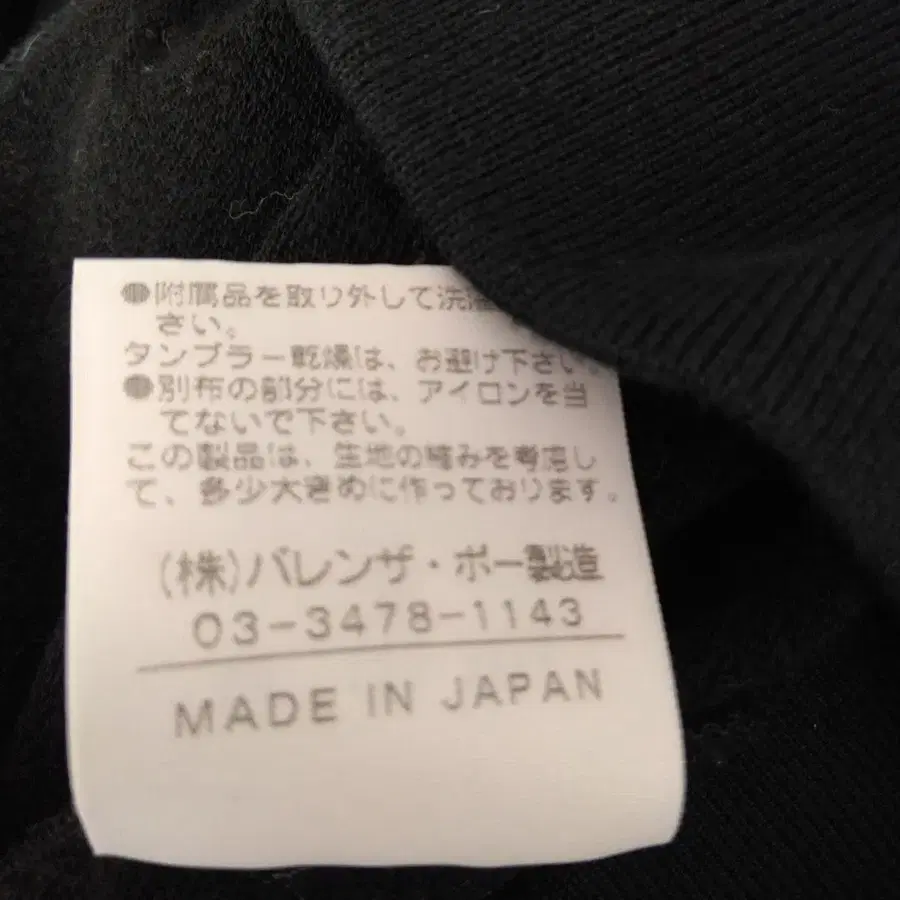 ●附属品を取り外して洗濯
さい。
タンブラー乾燥は、お避け下さい。
●別布の部分には、アイロンを当
てないで下さい。
この製品は、生地の縮みを考慮し
て、多少大きめに作っております。
(株)バレンザ・ポー製造
03-3478-1143
MADE IN JAPAN